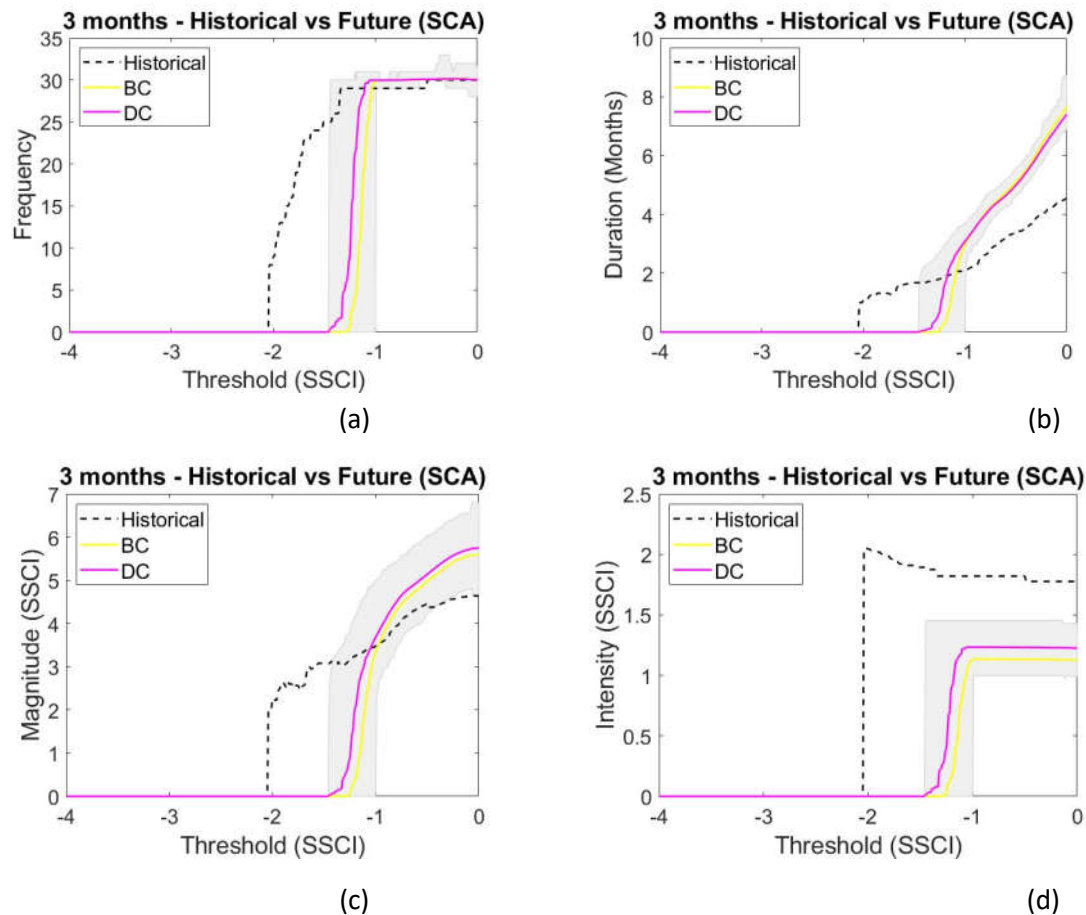 3 months - Historical vs Future (SCA)
35
30
25
20
15
10
5
0
Frequency
Historical
BC
DC
-4
-3
-2
-1
0
Threshold (SSCI)
(a)
3 months - Historical vs Future (SCA)
10
8
6
4
2
0
Duration (Months)
Historical
BC
DC
-4
-3
-2
-1
0
Threshold (SSCI)
(b)
3 months - Historical vs Future (SCA)
7
6
5
4
3
2
1
0
Magnitude (SSCI)
Historical
BC
DC
-4
-3
-2
-1
0
Threshold (SSCI)
(c)
3 months - Historical vs Future (SCA)
2.5
2
1.5
1
0.5
0
Intensity (SSCI)
Historical
BC
DC
-4
-3
-2
-1
0
Threshold (SSCI)
(d)